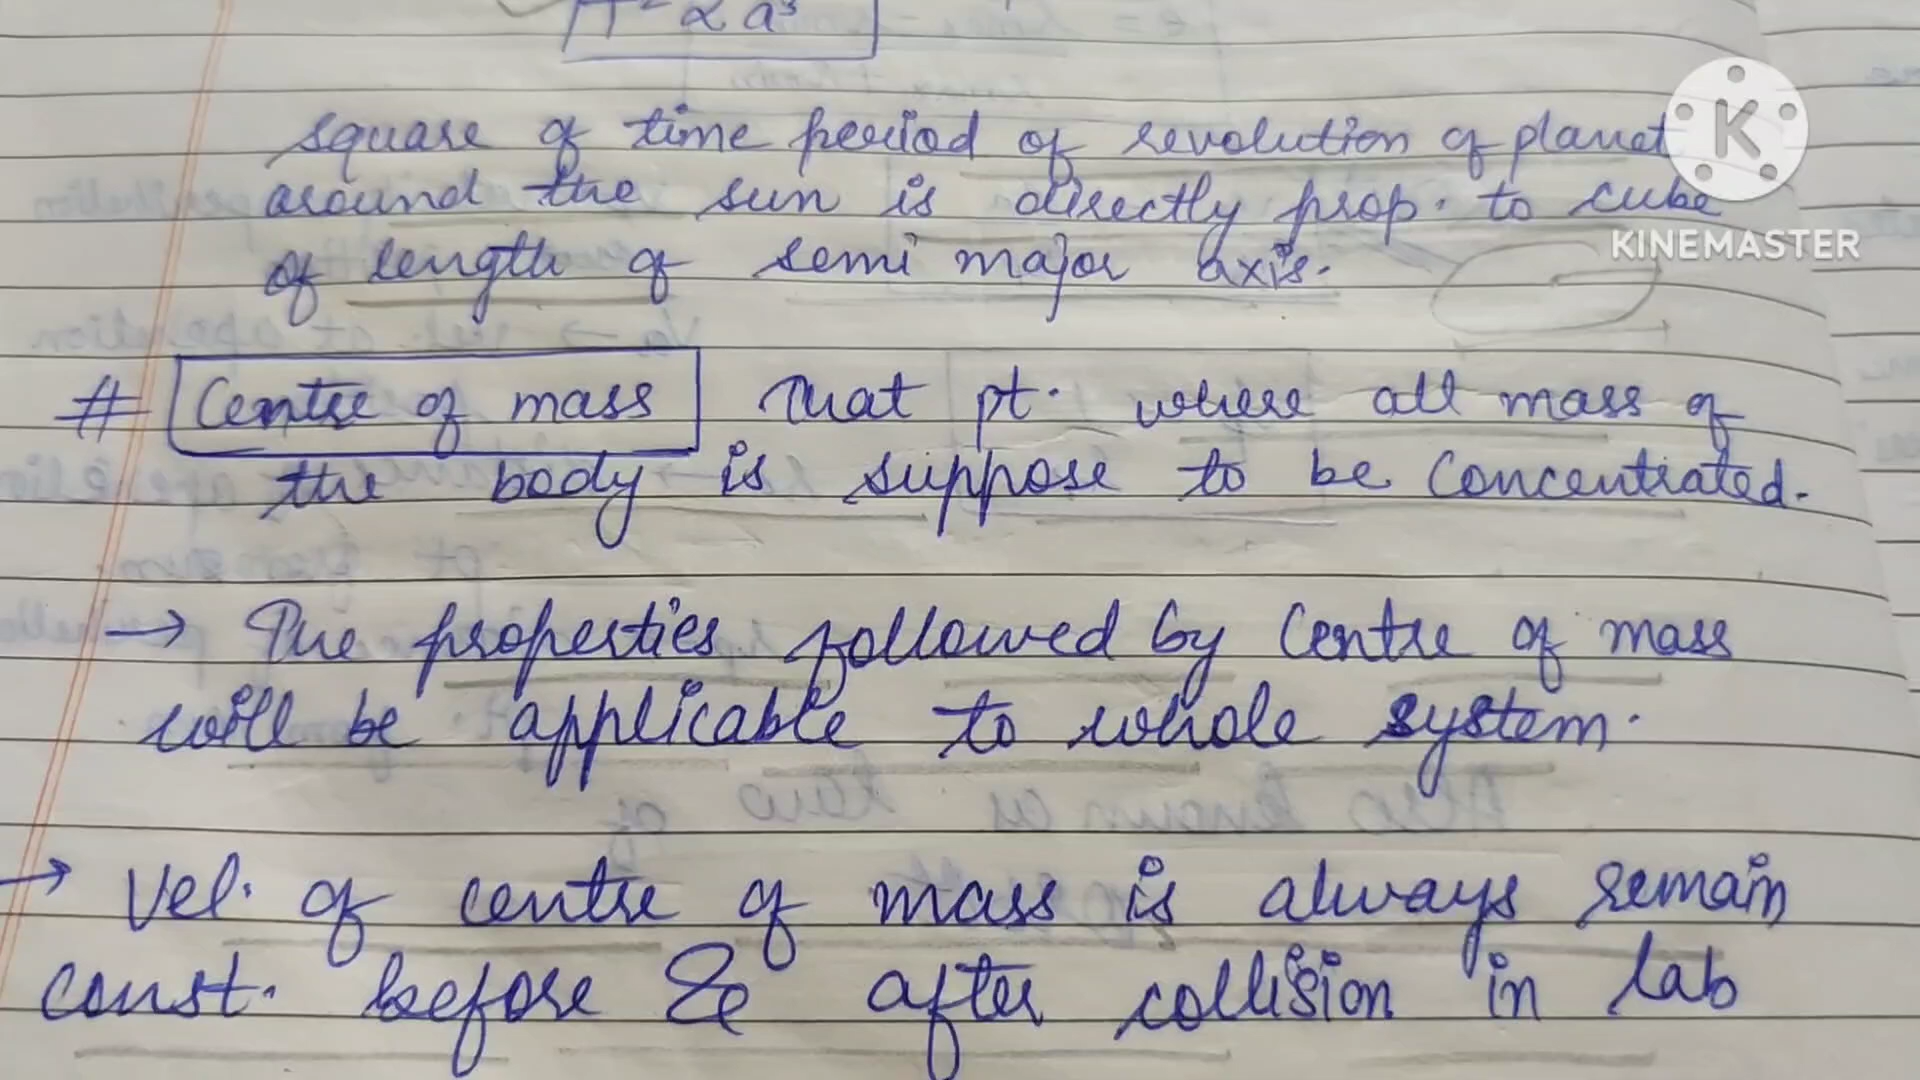 T² α a³
square of time period of revolution of planet
around the sun is directly prop. to cube
of length of semi major axis.
# Centre of mass That pt. where all mass of
the body is suppose to be concentrated.
→ The properties followed by Centre of mass
will be applicable to whole system.
→ Vel. of centre of mass is always remain
const. before & after collision in lab
K
KINEMASTER